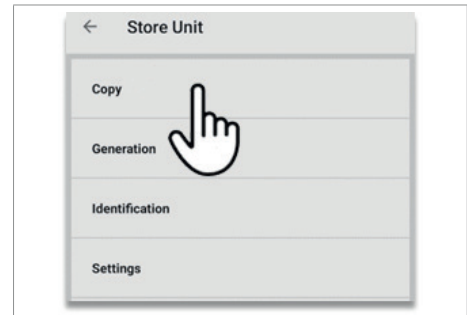 Store Unit
Copy
Generation
Identification
Settings